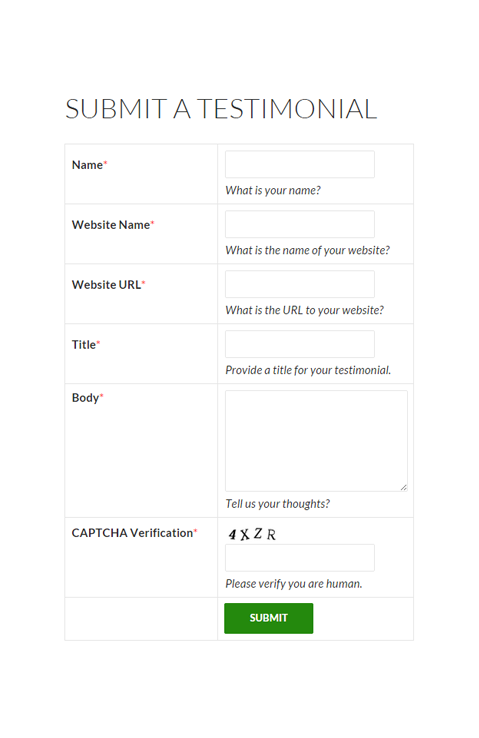 SUBMIT A TESTIMONIAL
Name*
What is your name?
Website Name*
What is the name of your website?
Website URL*
What is the URL to your website?
Title*
Provide a title for your testimonial.
Body*
Tell us your thoughts?
CAPTCHA Verification*
4XZR
Please verify you are human.
SUBMIT